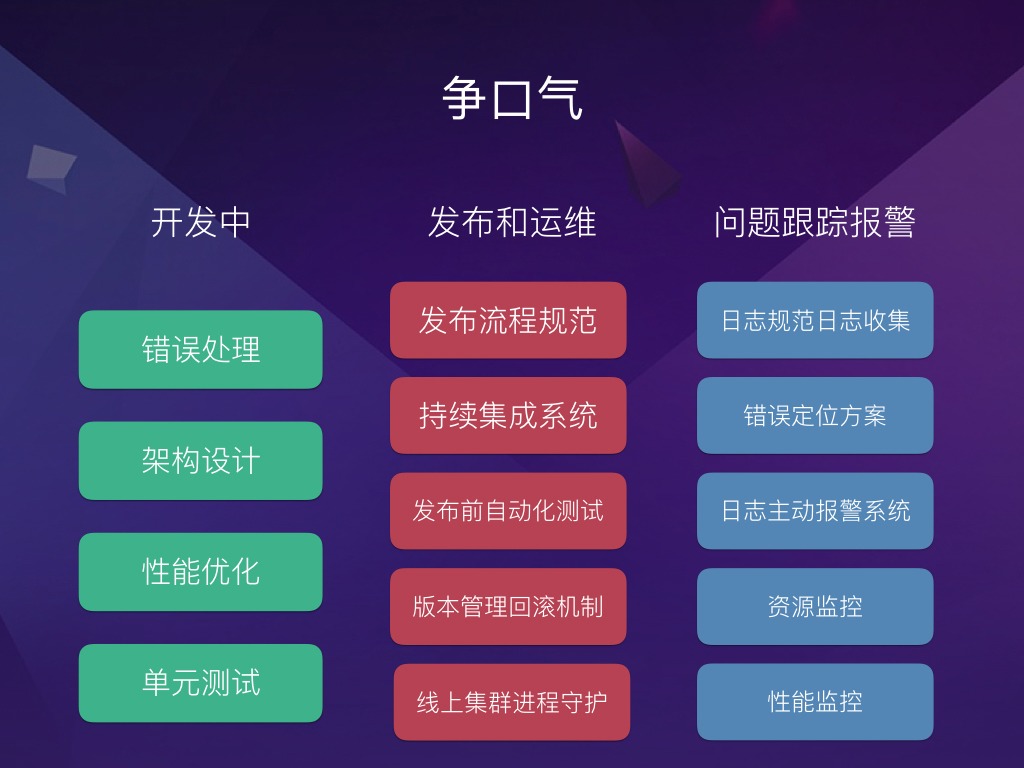 争口气
开发中
错误处理
架构设计
性能优化
单元测试
发布和运维
发布流程规范
持续集成系统
发布前自动化测试
版本管理回滚机制
线上集群进程守护
问题跟踪报警
日志规范日志收集
错误定位方案
日志主动报警系统
资源监控
性能监控